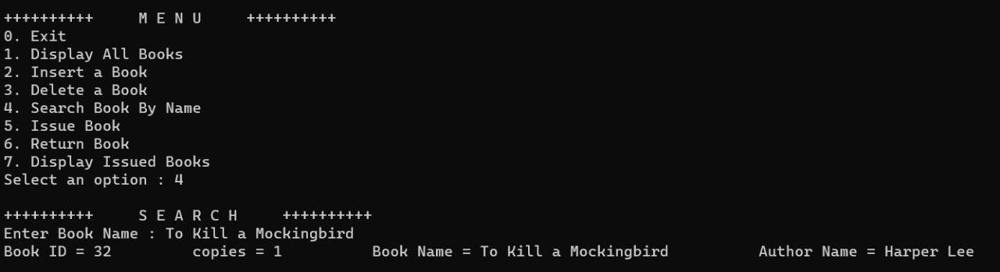 ++++++++++     M E N U     ++++++++++
0. Exit
1. Display All Books
2. Insert a Book
3. Delete a Book
4. Search Book By Name
5. Issue Book
6. Return Book
7. Display Issued Books
Select an option : 4
++++++++++     S E A R C H     ++++++++++
Enter Book Name : To Kill a Mockingbird
Book ID = 32         copies = 1          Book Name = To Kill a Mockingbird          Author Name = Harper Lee